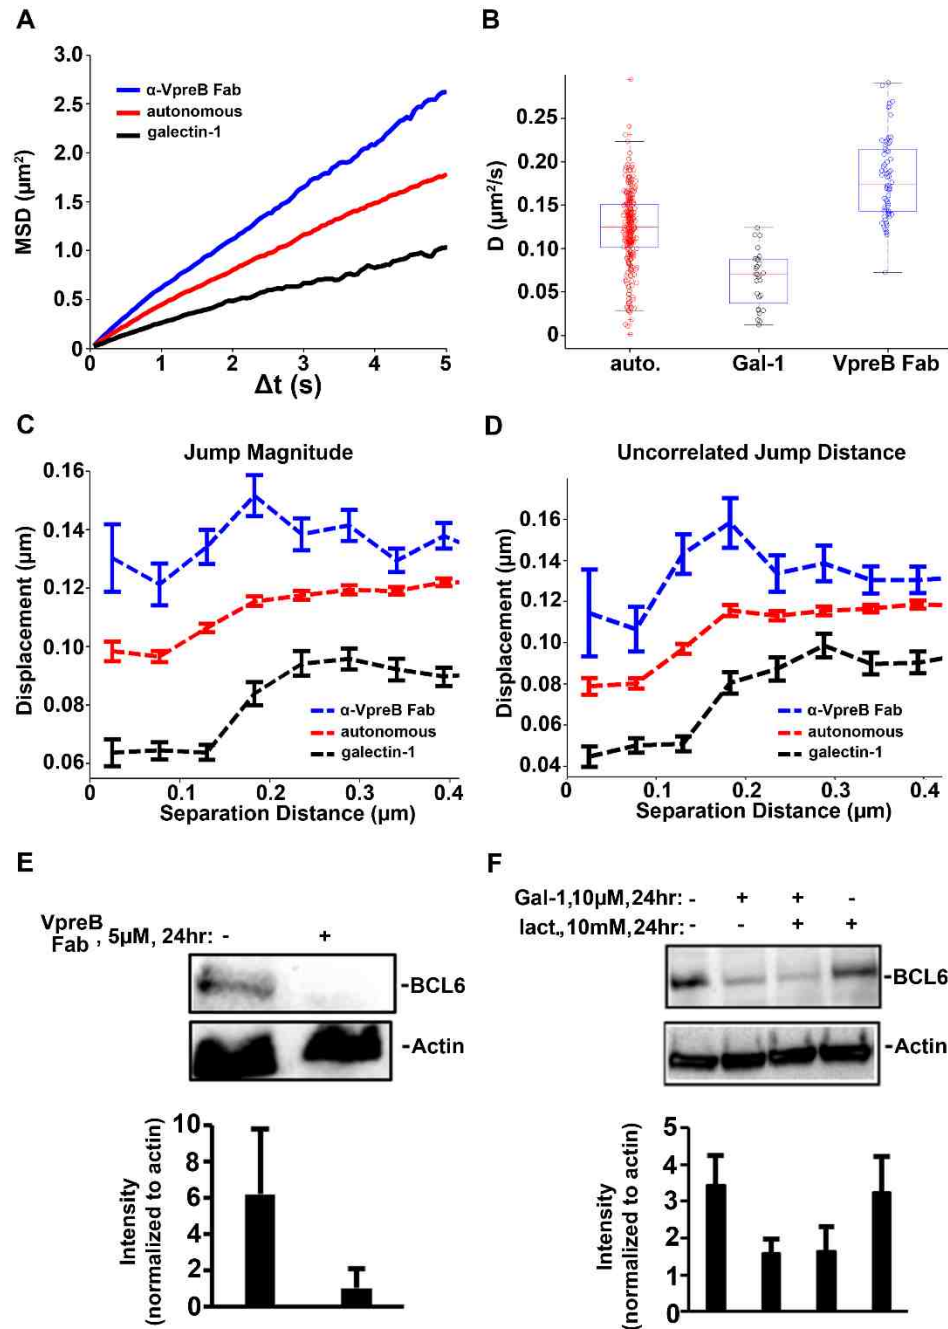 A
3.0
2.5
2.0
1.5
1.0
0.5
0
MSD (µm²)
α-VpreB Fab
autonomous
galectin-1
0 1 2 3 4 5
Δt (s)
B
0.25
0.20
0.15
0.10
0.05
0
D (µm²/s)
auto. Gal-1 VpreB Fab
C
Jump Magnitude
0.16
0.14
0.12
0.10
0.08
0.06
Displacement (µm)
α-VpreB Fab
autonomous
galectin-1
0 0.1 0.2 0.3 0.4
Separation Distance (µm)
D
Uncorrelated Jump Distance
0.16
0.14
0.12
0.10
0.08
0.06
0.04
Displacement (µm)
α-VpreB Fab
autonomous
galectin-1
0 0.1 0.2 0.3 0.4
Separation Distance (µm)
E
VpreB
Fab , 5µM, 24hr: - +
-BCL6
-Actin
10
8
6
4
2
0
Intensity
(normalized to actin)
F
Gal-1,10µM,24hr: - + + -
lact.,10mM,24hr: - - + +
-BCL6
-Actin
5
4
3
2
1
0
Intensity
(normalized to actin)